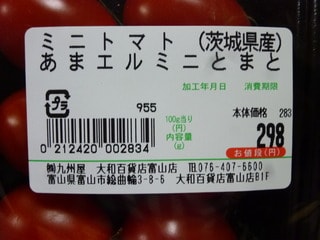 ミニトマト (茨城県産)
あまエルミニとまと
加工年月日 消費期限
プラ
955
本体価格 283
100g当り
(円)
内容量
(g)
298
お値段(円)
0 212420 002834
㈱九州屋 大和百貨店富山店 TEL076-407-5500
富山県富山市総曲輪3-8-6 大和百貨店富山店B1F